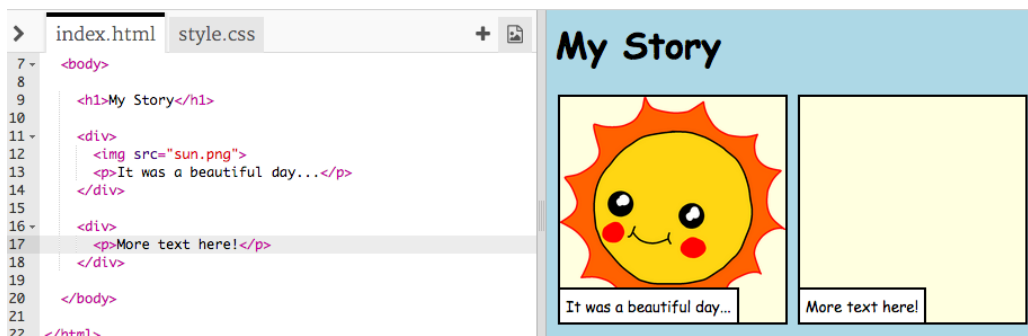 index.html style.css
7 <body>
8
9 <h1>My Story</h1>
10
11 <div>
12 <img src="sun.png">
13 <p>It was a beautiful day...</p>
14 </div>
15
16 <div>
17 <p>More text here!</p>
18 </div>
19
20 </body>
21
22 </html>
My Story
It was a beautiful day...
More text here!